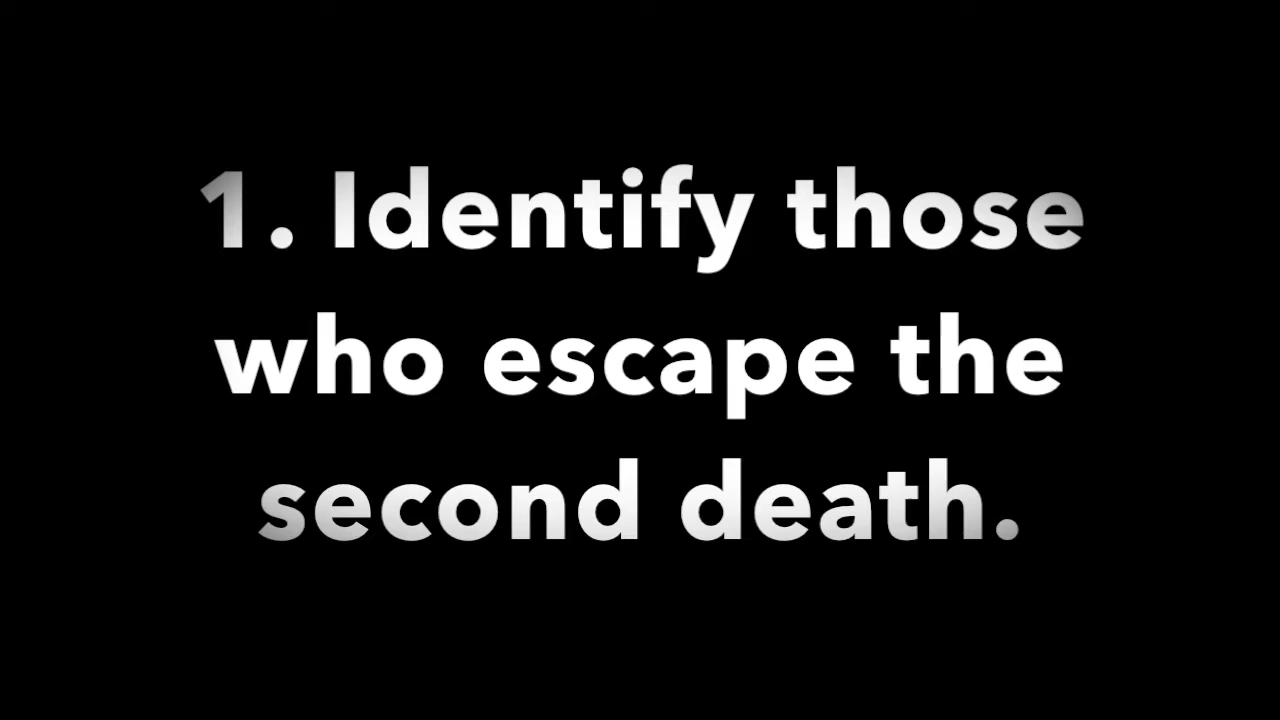 1. Identify those
who escape the
second death.